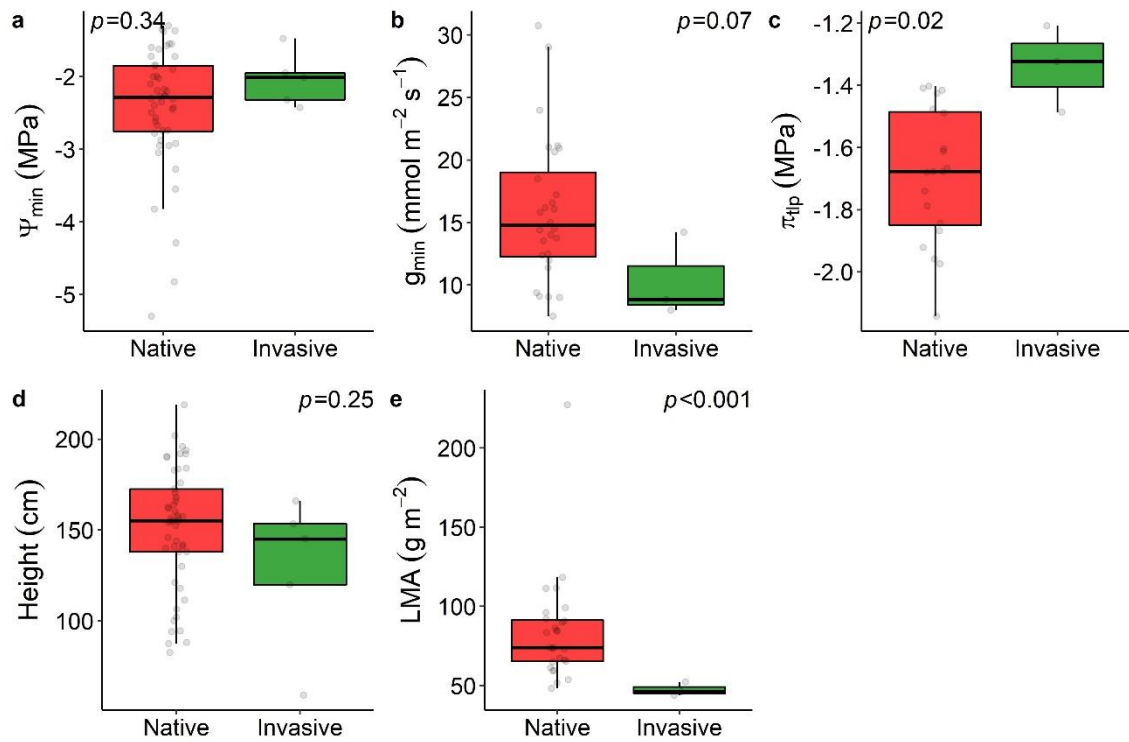 a
p=0.34
Ψmin (MPa)
-2
-3
-4
-5
Native
Invasive
b
p=0.07
gmin (mmol m−2 s−1)
30
25
20
15
10
Native
Invasive
c
p=0.02
πtlp (MPa)
-1.2
-1.4
-1.6
-1.8
-2.0
Native
Invasive
d
p=0.25
Height (cm)
200
150
100
Native
Invasive
e
p<0.001
LMA (g m−2)
200
150
100
50
Native
Invasive